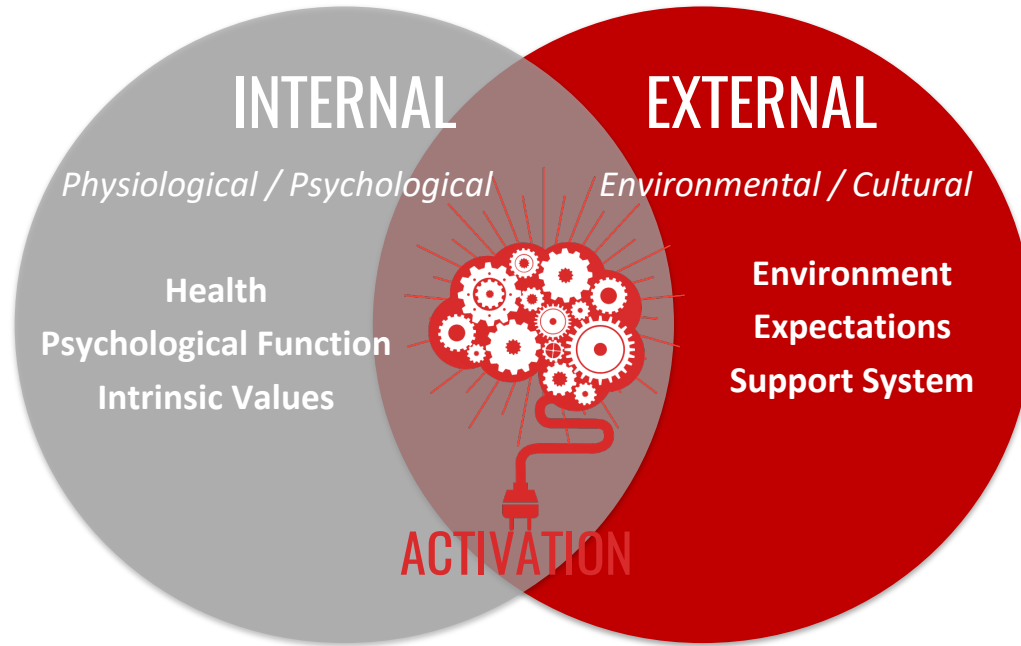 INTERNAL
Physiological / Psychological
Health
Psychological Function
Intrinsic Values
EXTERNAL
Environmental / Cultural
Environment
Expectations
Support System
ACTIVATION